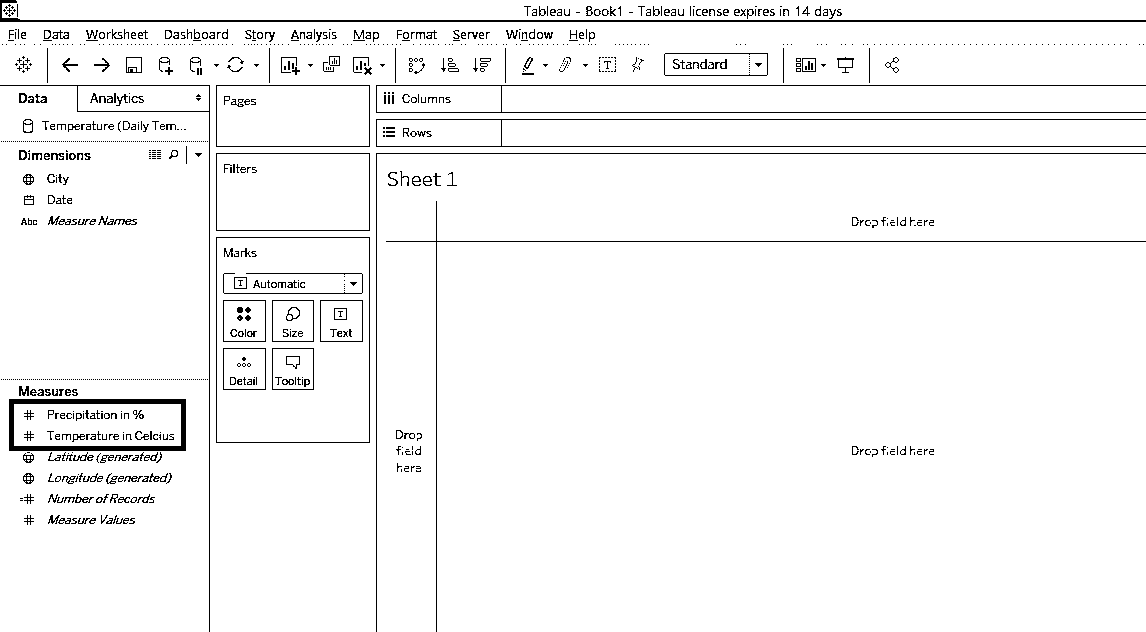 Tableau - Book1 - Tableau license expires in 14 days
File Data Worksheet Dashboard Story Analysis Map Format Server Window Help
Standard
Data Analytics
Temperature (Daily Tem...
Dimensions
City
Date
Abc Measure Names
Measures
Precipitation in %
Temperature in Celcius
Latitude (generated)
Longitude (generated)
Number of Records
Measure Values
Pages
Filters
Marks
Automatic
Color Size Text
Detail Tooltip
Columns
Rows
Sheet 1
Drop field here
Drop
field
here
Drop field here